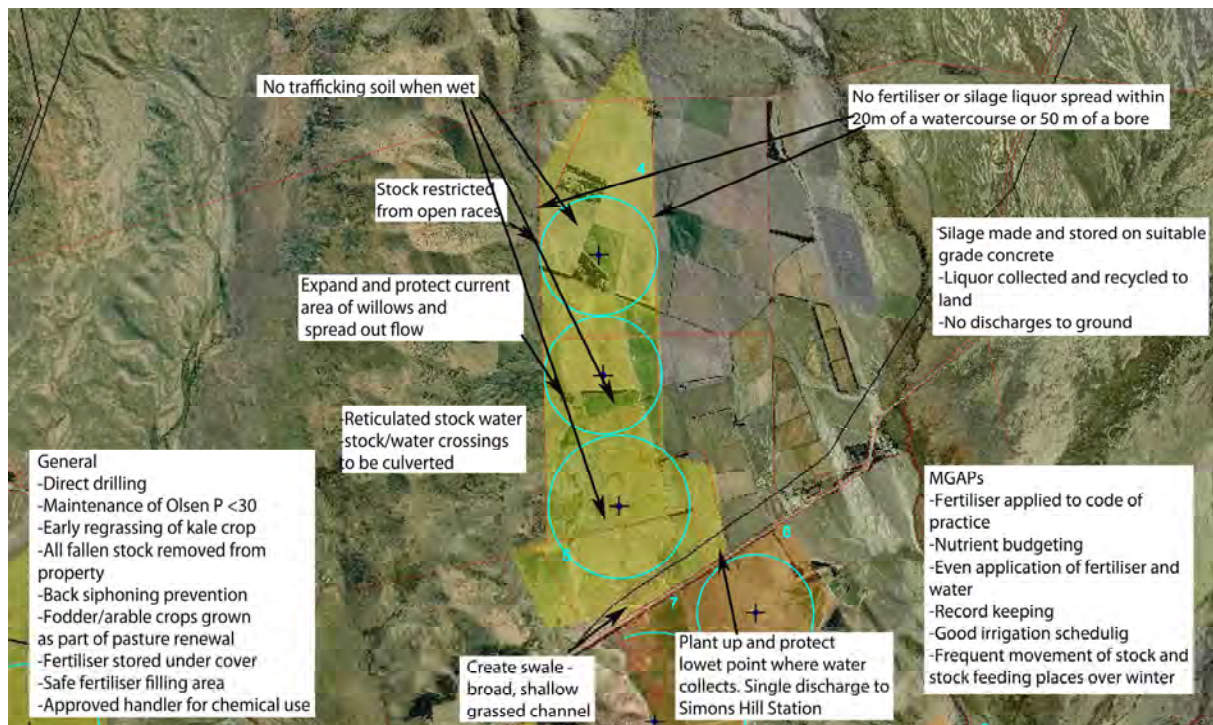 No trafficking soil when wet
No fertiliser or silage liquor spread within
20m of a watercourse or 50 m of a bore
4
Stock restricted
from open races
Silage made and stored on suitable
grade concrete
-Liquor collected and recycled to
land
-No discharges to ground
Expand and protect current
area of willows and
spread out flow
-Reticulated stock water
-stock/water crossings
to be culverted
General
-Direct drilling
-Maintenance of Olsen P <30
-Early regrassing of kale crop
-All fallen stock removed from
property
-Back siphoning prevention
-Fodder/arable crops grown
as part of pasture renewal
-Fertiliser stored under cover
-Safe fertiliser filling area
-Approved handler for chemical use
MGAPs
-Fertiliser applied to code of
practice
-Nutrient budgeting
-Even application of fertiliser and
water
-Record keeping
-Good irrigation schedulig
-Frequent movement of stock and
stock feeding places over winter
6
7
Create swale -
broad, shallow
grassed channel
Plant up and protect
lowet point where water
collects. Single discharge to
Simons Hill Station